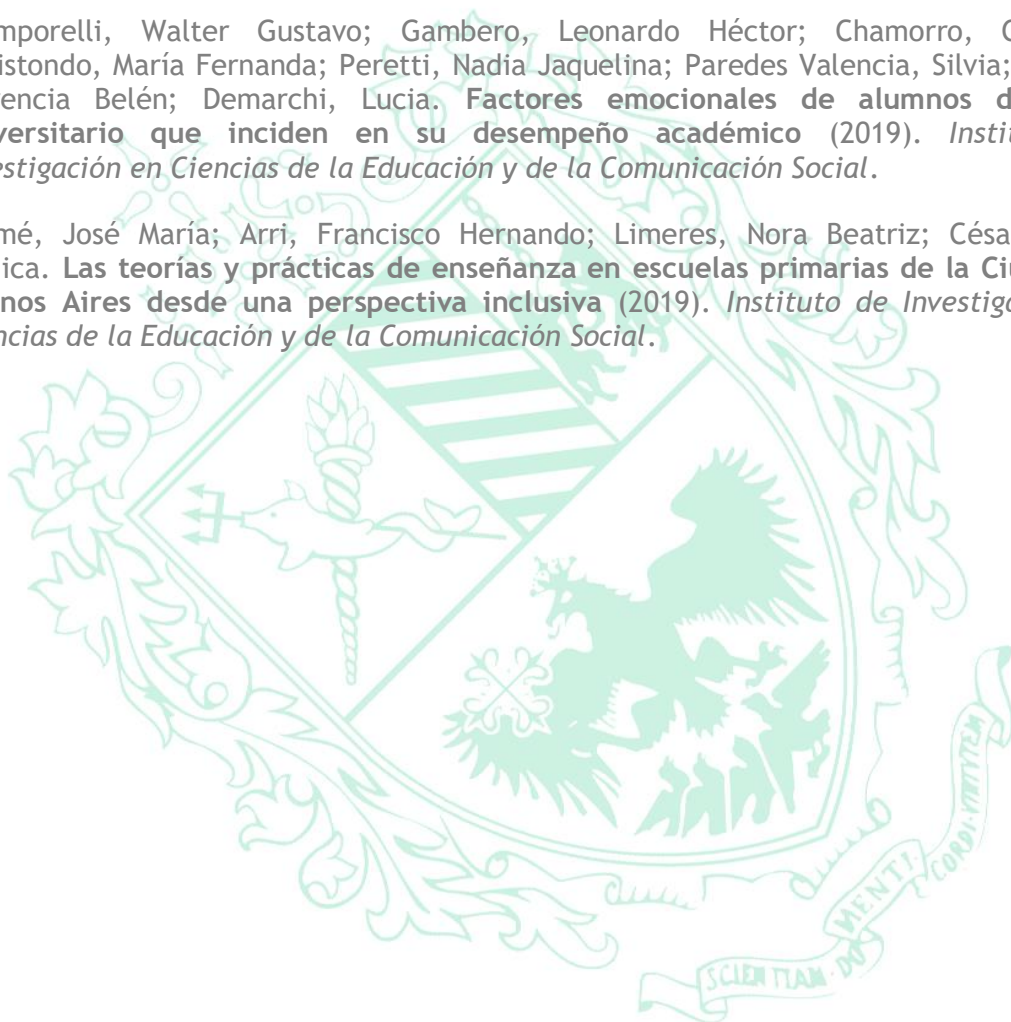 mporelli, Walter Gustavo; Gambero, Leonardo Héctor; Chamorro, C
istondo, María Fernanda; Peretti, Nadia Jaquelina; Paredes Valencia, Silvia;
encia Belén; Demarchi, Lucia. Factores emocionales de alumnos d
versitario que inciden en su desempeño académico (2019). Instit
estigación en Ciencias de la Educación y de la Comunicación Social.
mé, José María; Arri, Francisco Hernando; Limeres, Nora Beatriz; Césa
ica. Las teorías y prácticas de enseñanza en escuelas primarias de la Ciu
nos Aires desde una perspectiva inclusiva (2019). Instituto de Investiga
ncias de la Educación y de la Comunicación Social.
SCIENTIAM DO MENTI. CORDI VIRTUTEM